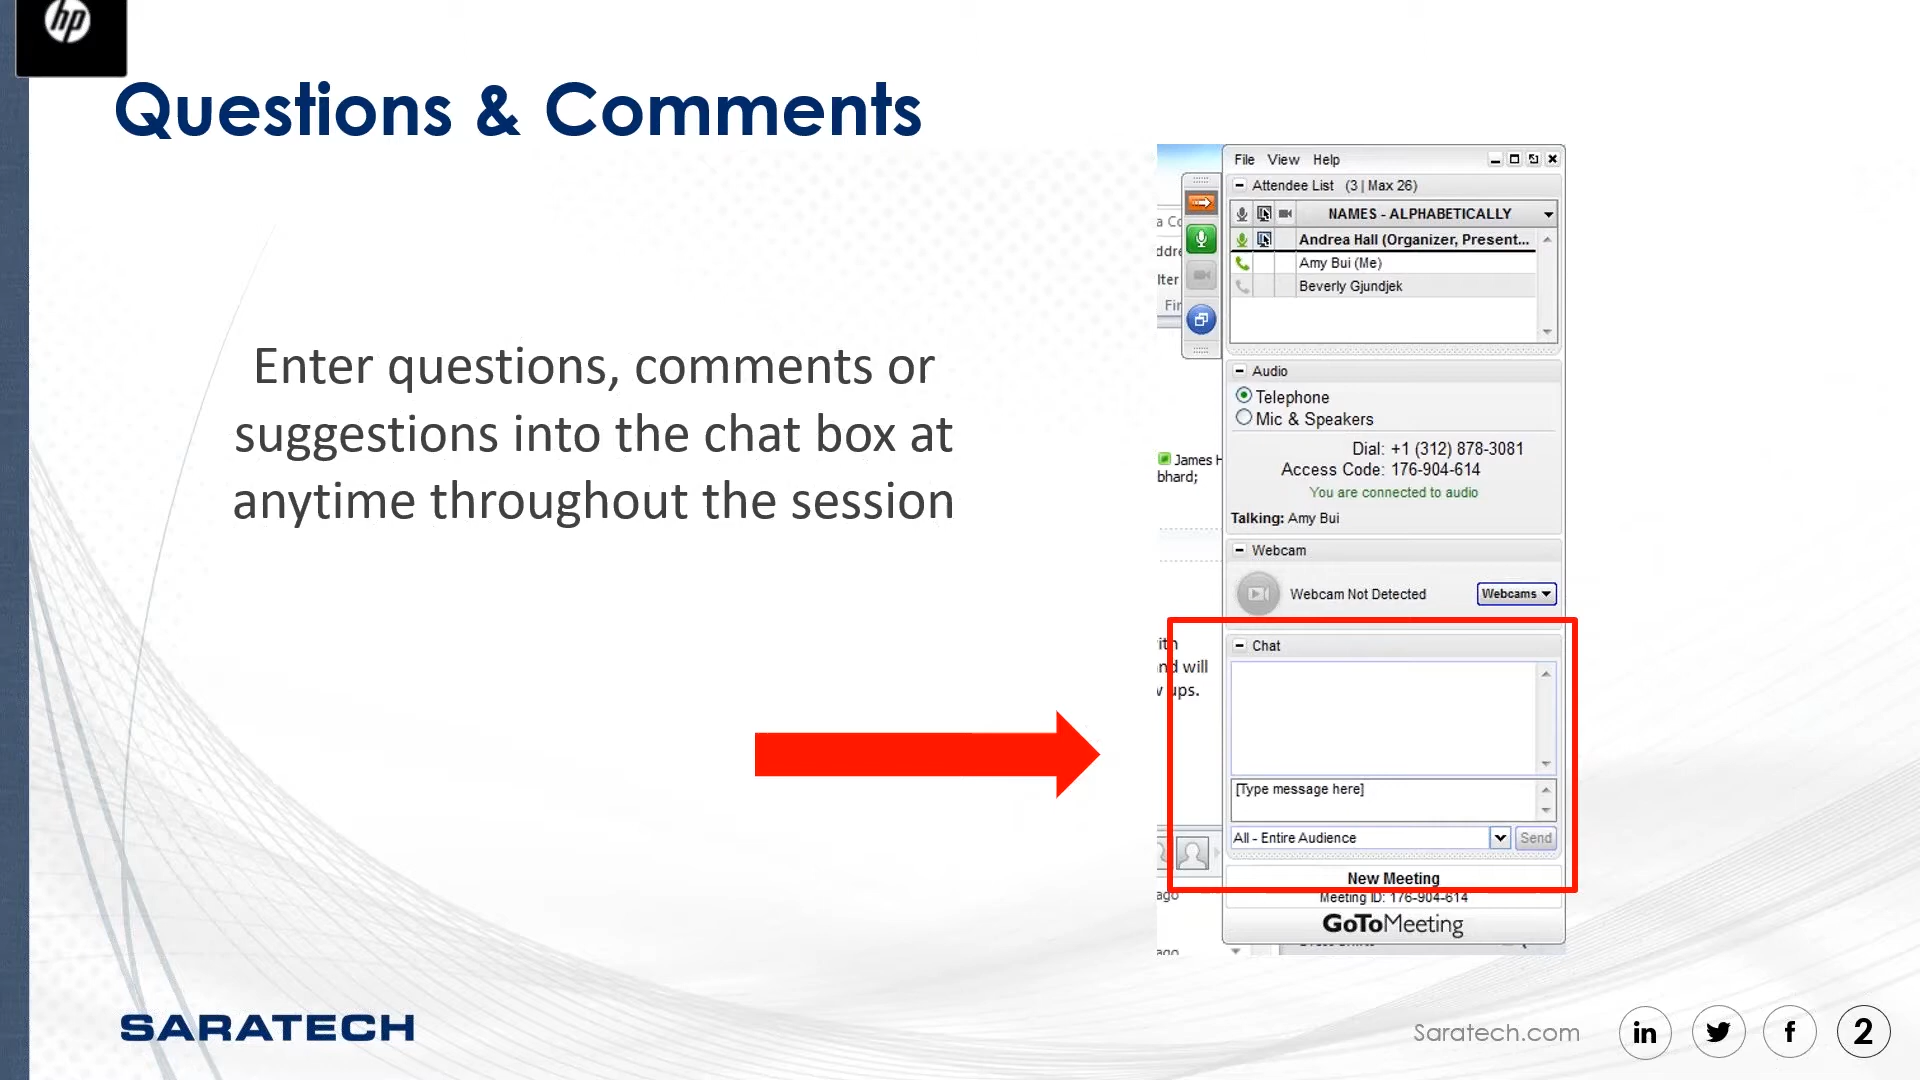 hp
Questions & Comments
Enter questions, comments or
suggestions into the chat box at
anytime throughout the session
File View Help
Attendee List (3 | Max 26)
NAMES - ALPHABETICALLY
Andrea Hall (Organizer, Present...
Amy Bui (Me)
Beverly Gjundjek
Audio
Telephone
Mic & Speakers
Dial: +1 (312) 878-3081
Access Code: 176-904-614
You are connected to audio
Talking: Amy Bui
James H
bhard;
Webcam
Webcam Not Detected
Webcams
Chat
and will
ups.
[Type message here]
All - Entire Audience
Send
New Meeting
Meeting ID: 176-904-614
GoToMeeting
ago
ago
SARATECH
Saratech.com
in
f
2